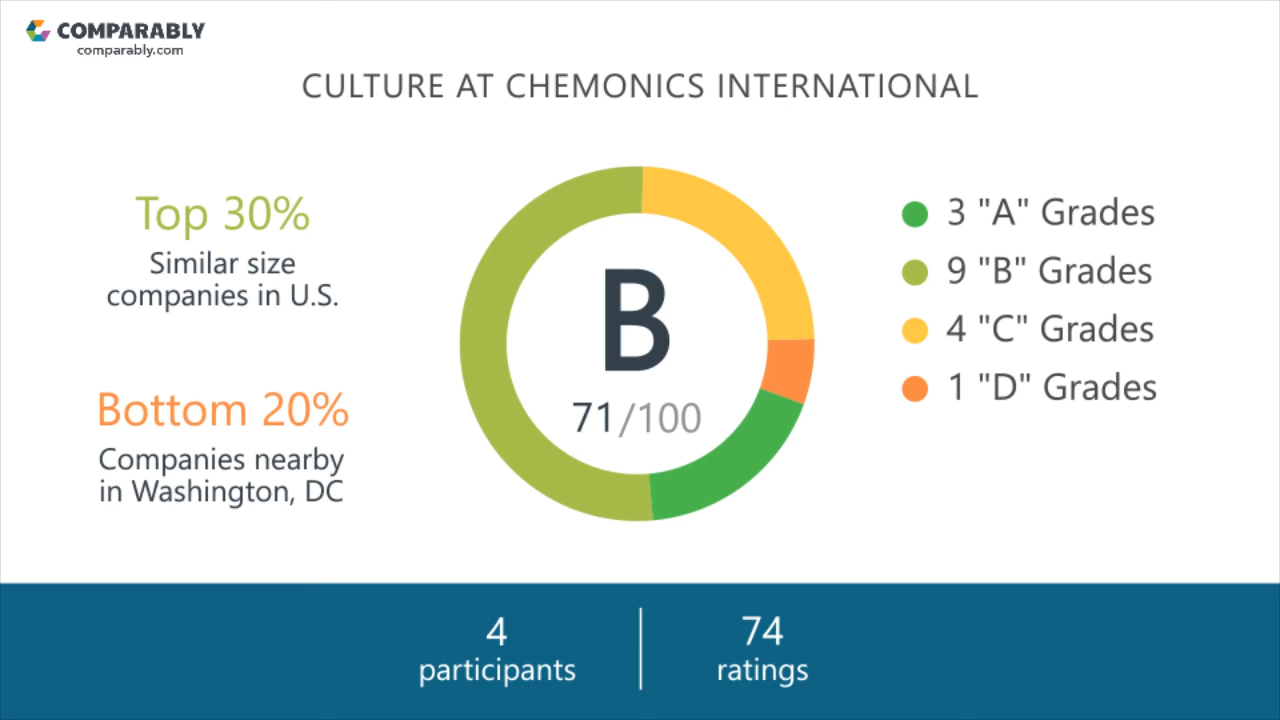 COMPARABLY
comparably.com
CULTURE AT CHEMONICS INTERNATIONAL
Top 30%
Similar size
companies in U.S.
Bottom 20%
Companies nearby
in Washington, DC
B
71/100
3 "A" Grades
9 "B" Grades
4 "C" Grades
1 "D" Grades
4
participants
74
ratings